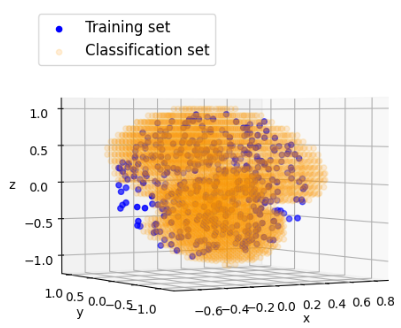 Training set
Classification set
1.0
0.5
0.0
−0.5
−1.0
z
1.0 0.5 0.0−0.5−1.0
y
−0.6−0.4−0.2 0.0 0.2 0.4 0.6 0.8
x